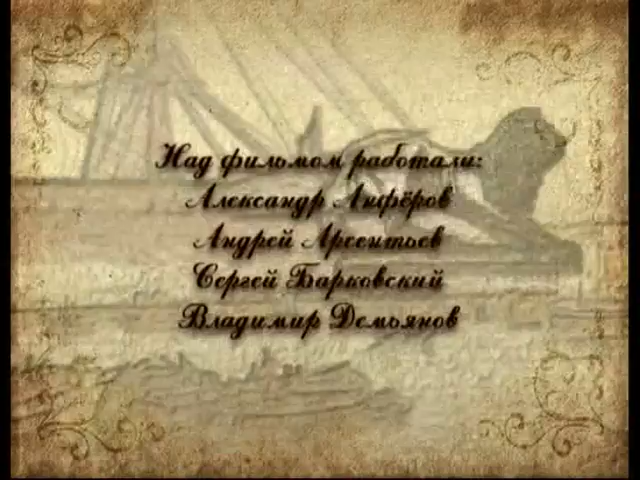 Над фильмом работали:
Александр Анфёров
Андрей Арсентьев
Сергей Барковский
Владимир Демьянов